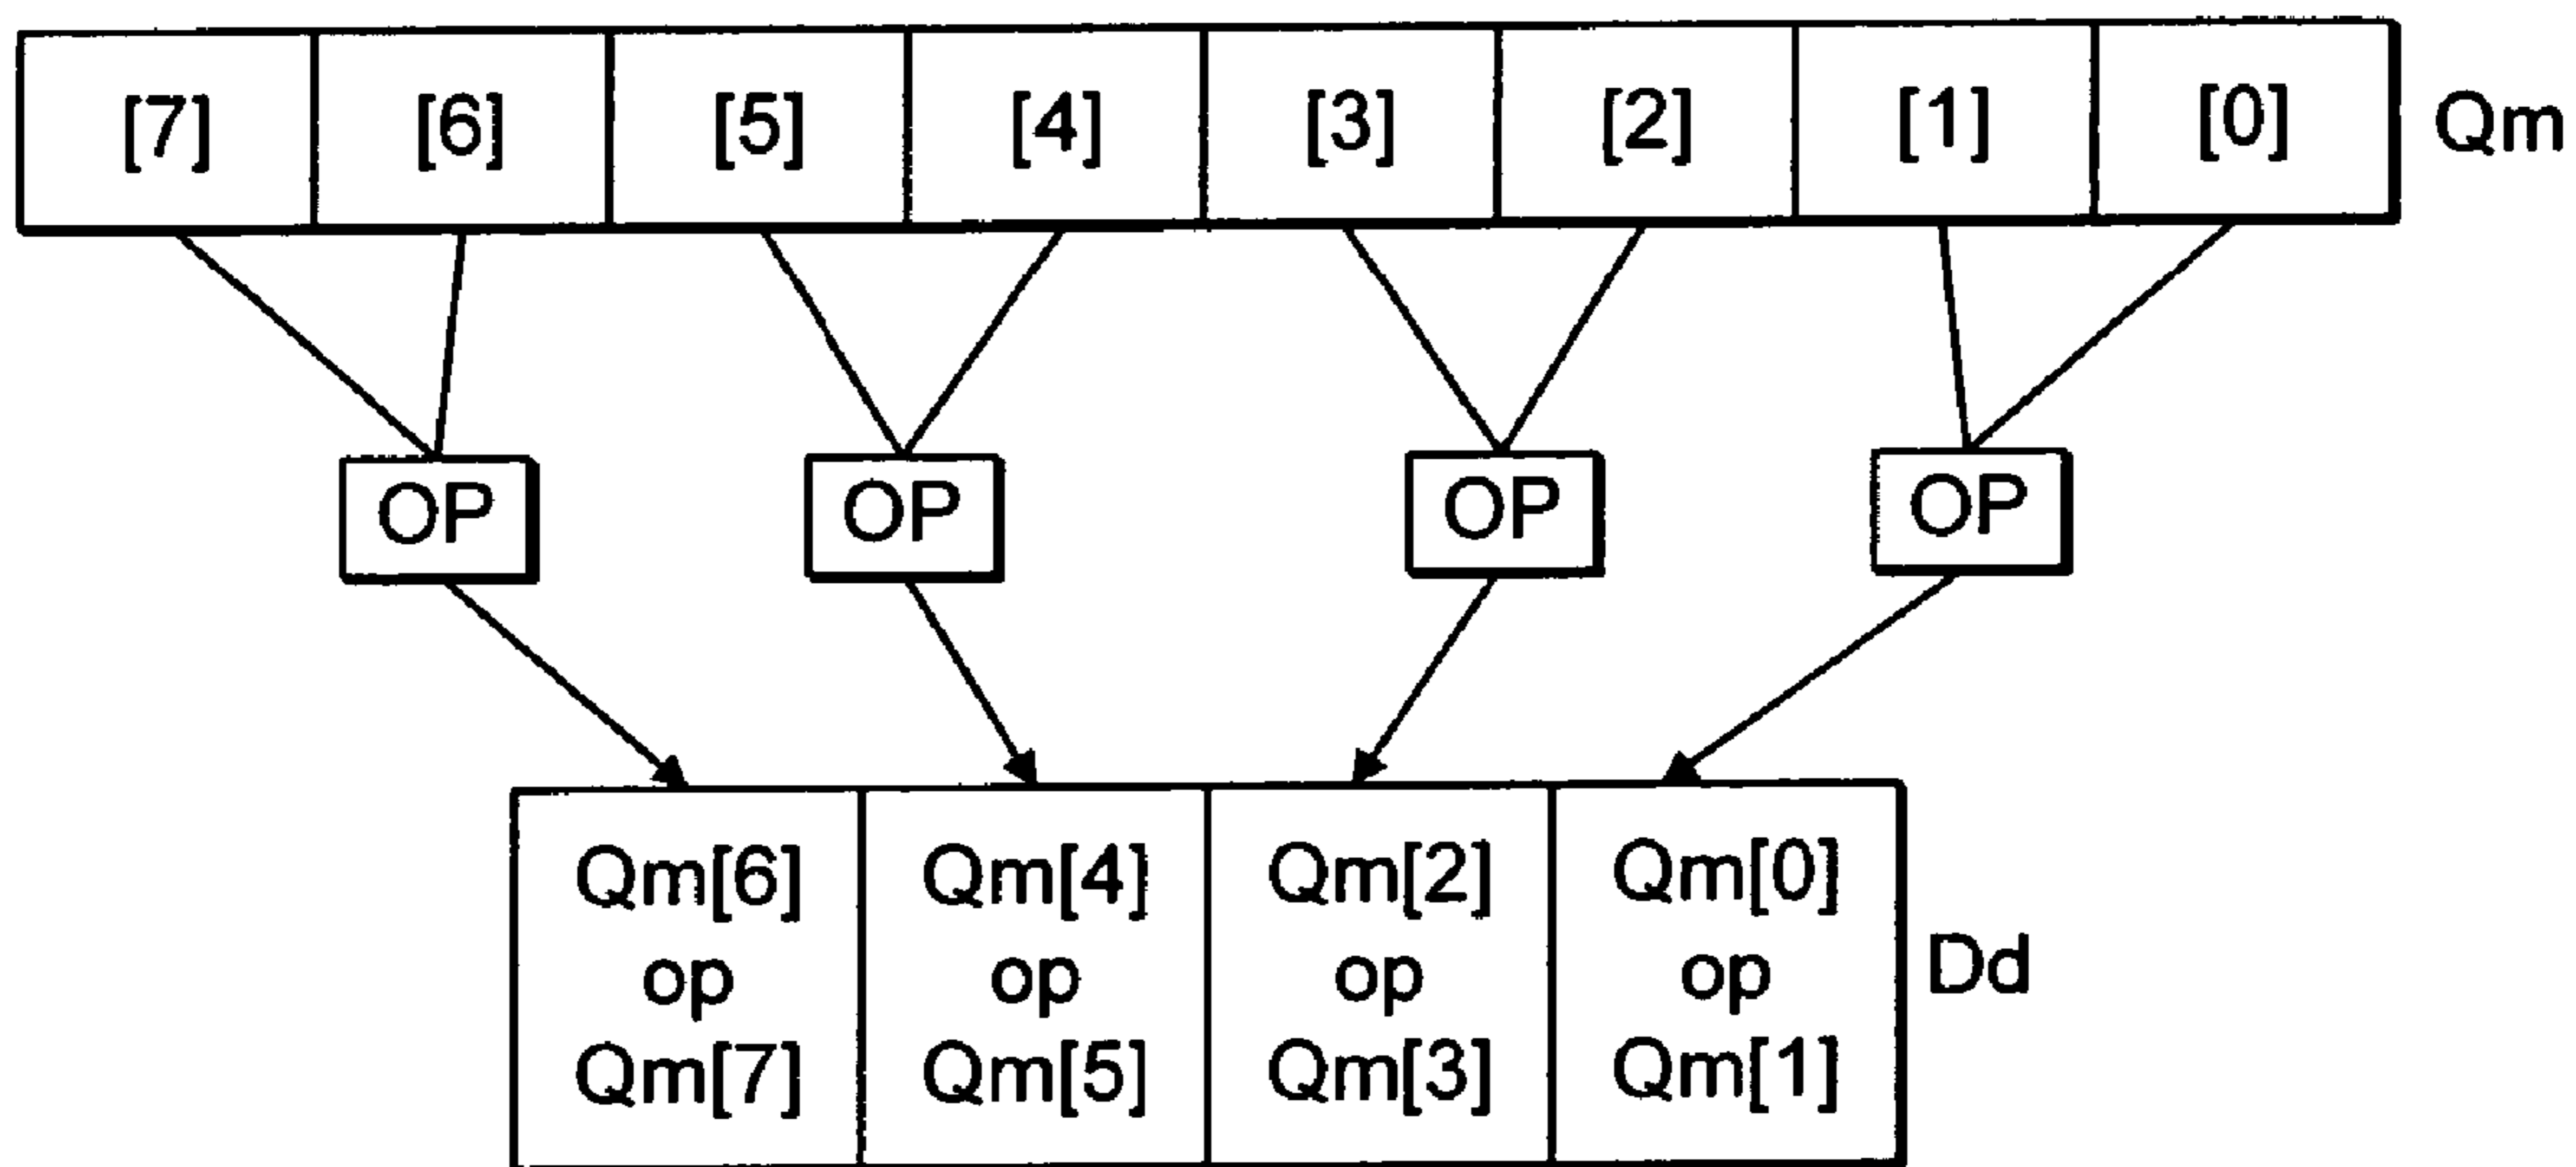 [7] [6] [5] [4] [3] [2] [1] [0] Qm
OP OP OP OP
Qm[6] Qm[4] Qm[2] Qm[0]
op op op op Dd
Qm[7] Qm[5] Qm[3] Qm[1]